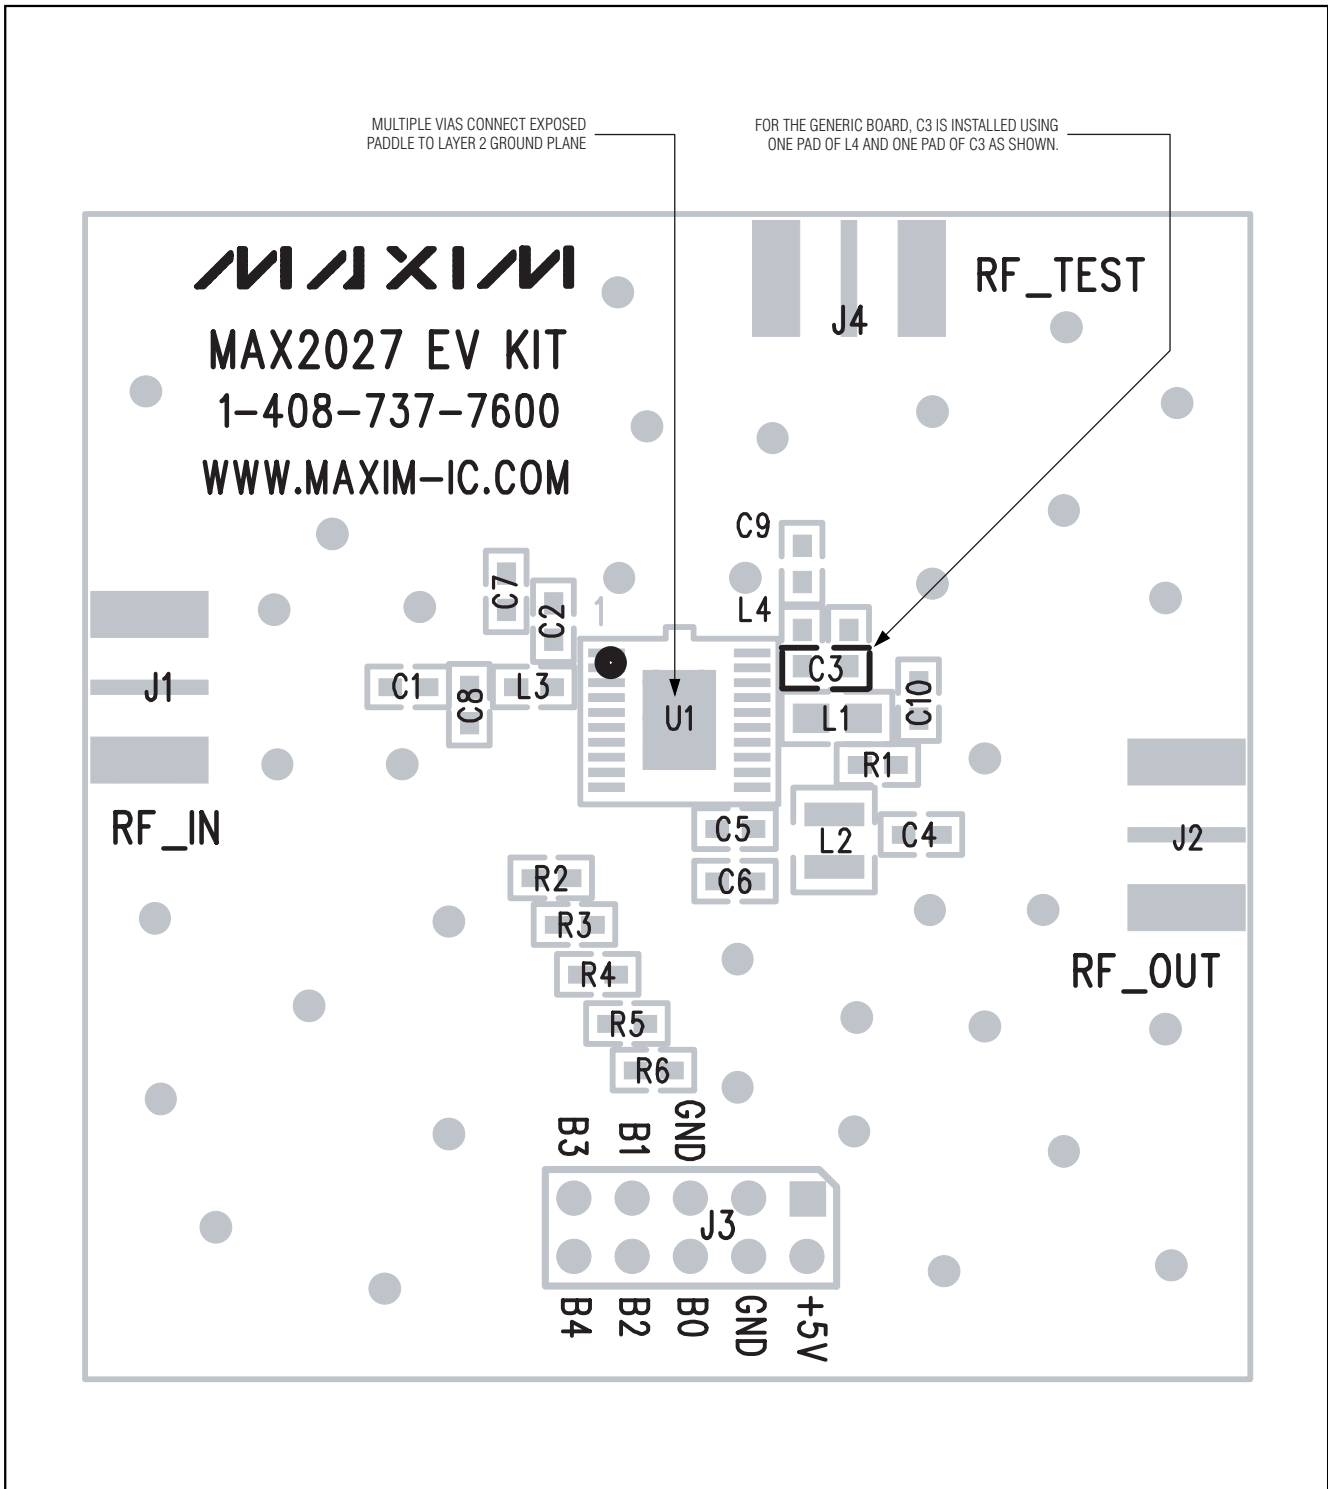 MULTIPLE VIAS CONNECT EXPOSED
PADDLE TO LAYER 2 GROUND PLANE
FOR THE GENERIC BOARD, C3 IS INSTALLED USING
ONE PAD OF L4 AND ONE PAD OF C3 AS SHOWN.
MAXIM
RF_TEST
J4
MAX2027 EV KIT
1-408-737-7600
WWW.MAXIM-IC.COM
C9
C7
C2
1
L4
J1
C1
C8
L3
C3
C10
U1
L1
R1
RF_IN
C5
L2
C4
J2
R2
C6
R3
R4
RF_OUT
R5
R6
B3
B1
GND
J3
B4
B2
B0
GND
+5V